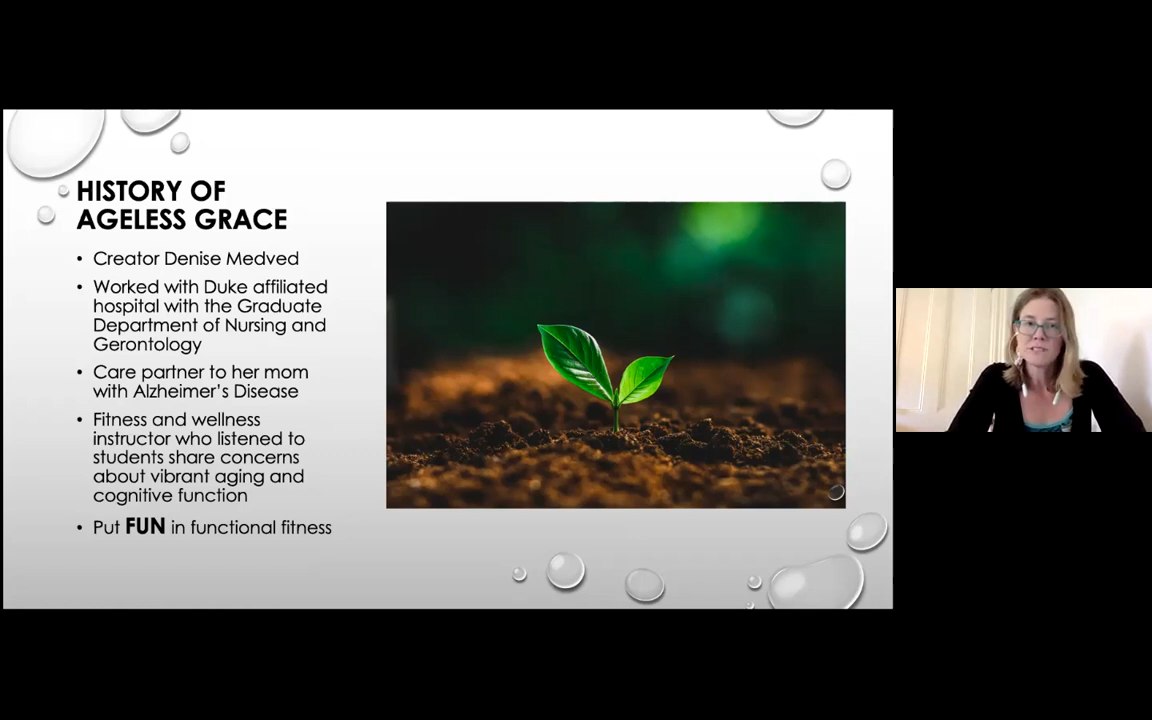 HISTORY OF
AGELESS GRACE
• Creator Denise Medved
• Worked with Duke affiliated
hospital with the Graduate
Department of Nursing and
Gerontology
• Care partner to her mom
with Alzheimer's Disease
• Fitness and wellness
instructor who listened to
students share concerns
about vibrant aging and
cognitive function
• Put FUN in functional fitness